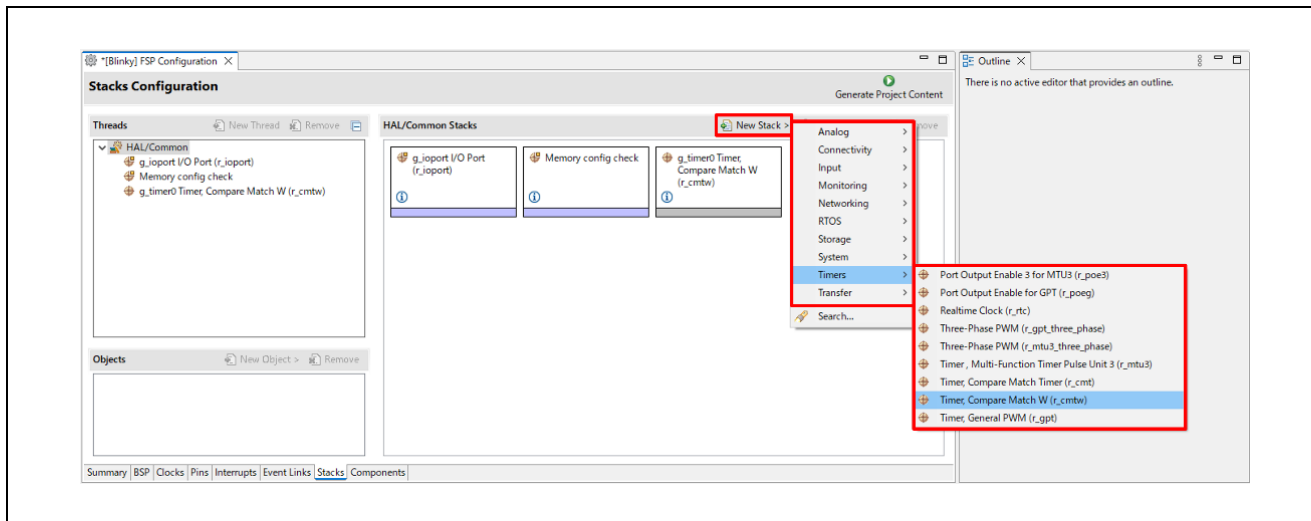 *[Blinky] FSP Configuration
Outline
Stacks Configuration
Generate Project Content
There is no active editor that provides an outline.
Threads
New Thread
Remove
HAL/Common
g_ioport I/O Port (r_ioport)
Memory config check
g_timer0 Timer, Compare Match W (r_cmtw)
HAL/Common Stacks
New Stack >
g_ioport I/O Port
(r_ioport)
Memory config check
g_timer0 Timer,
Compare Match W
(r_cmtw)
Analog >
Connectivity >
Input >
Monitoring >
Networking >
RTOS >
Storage >
System >
Timers >
Transfer >
Search...
Port Output Enable 3 for MTU3 (r_poe3)
Port Output Enable for GPT (r_poeg)
Realtime Clock (r_rtc)
Three-Phase PWM (r_gpt_three_phase)
Three-Phase PWM (r_mtu3_three_phase)
Timer , Multi-Function Timer Pulse Unit 3 (r_mtu3)
Timer, Compare Match Timer (r_cmt)
Timer, Compare Match W (r_cmtw)
Timer, General PWM (r_gpt)
Objects
New Object >
Remove
Summary BSP Clocks Pins Interrupts Event Links Stacks Components